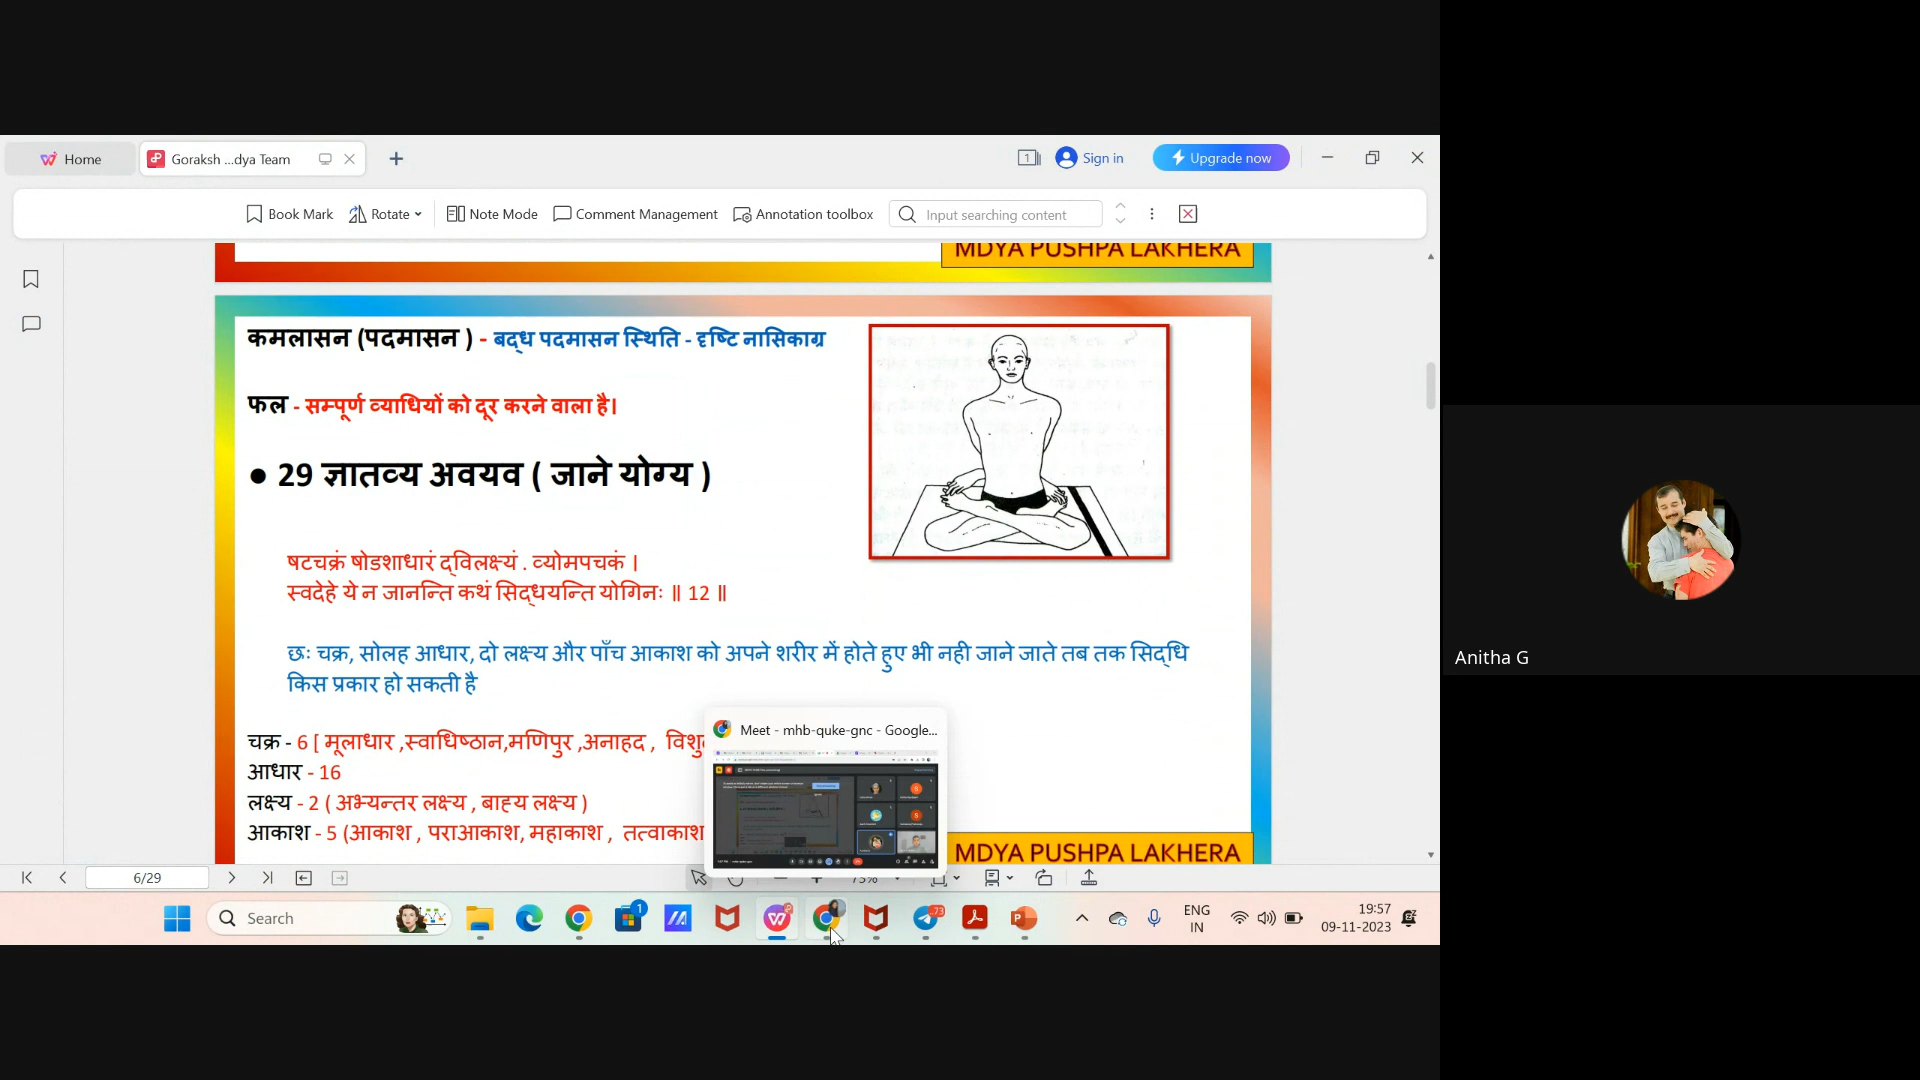 Home
Goraksh ...dya Team
1
Sign in
Upgrade now
Book Mark
Rotate
Note Mode
Comment Management
Annotation toolbox
Input searching content
MDYA PUSHPA LAKHERA
कमलासन (पदमासन ) - बद्ध पदमासन स्थिति - दृष्टि नासिकाग्र
फल - सम्पूर्ण व्याधियों को दूर करने वाला है।
● 29 ज्ञातव्य अवयव ( जाने योग्य )
षटचक्रं षोडशाधारं द्विलक्ष्यं . व्योमपचकं ।
स्वदेहे ये न जानन्ति कथं सिद्धयन्ति योगिनः ॥ 12 ॥
छः चक्र, सोलह आधार, दो लक्ष्य और पाँच आकाश को अपने शरीर में होते हुए भी नही जाने जाते तब तक सिद्धि
किस प्रकार हो सकती है
चक्र - 6 [ मूलाधार ,स्वाधिष्ठान,मणिपुर ,अनाहद ,
आधार - 16
लक्ष्य - 2 ( अभ्यन्तर लक्ष्य , बाह्य लक्ष्य )
आकाश - 5 (आकाश , पराआकाश, महाकाश , तत्वाकाश
Meet - mhb-quke-gnc - Google...
MDYA PUSHPA LAKHERA
Anitha G
6/29
75%
Search
1
73
ENG
IN
19:57
09-11-2023